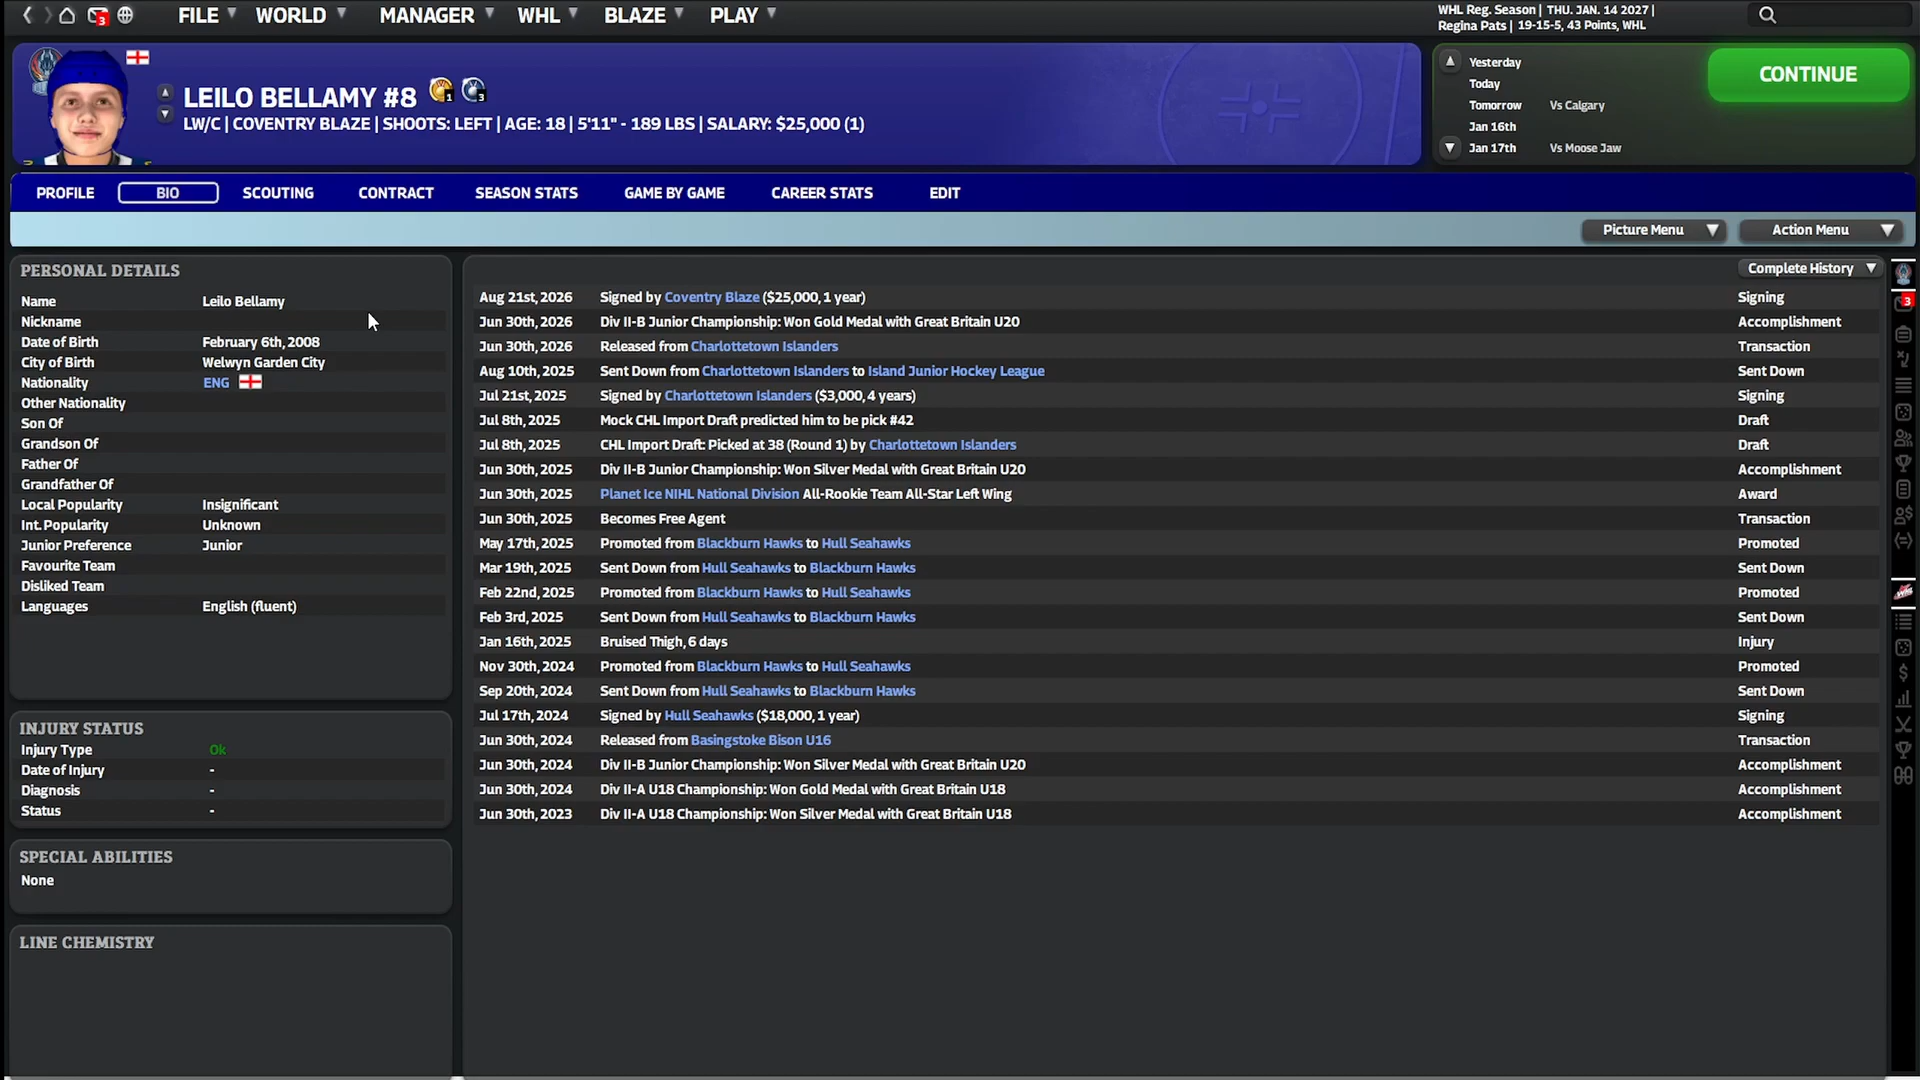 FILE WORLD MANAGER WHL BLAZE PLAY
WHL Reg. Season | THU. JAN. 14 2027 |
Regina Pats | 19-15-5, 43 Points, WHL
3
LEILO BELLAMY #8 1 3
LW/C | COVENTRY BLAZE | SHOOTS: LEFT | AGE: 18 | 5'11" - 189 LBS | SALARY: $25,000 (1)
Yesterday
Today
Tomorrow Vs Calgary
Jan 16th
Jan 17th Vs Moose Jaw
CONTINUE
PROFILE BIO SCOUTING CONTRACT SEASON STATS GAME BY GAME CAREER STATS EDIT
Picture Menu Action Menu
PERSONAL DETAILS
Name Leilo Bellamy
Nickname
Date of Birth February 6th, 2008
City of Birth Welwyn Garden City
Nationality ENG
Other Nationality
Son Of
Grandson Of
Father Of
Grandfather Of
Local Popularity Insignificant
Int. Popularity Unknown
Junior Preference Junior
Favourite Team
Disliked Team
Languages English (fluent)
INJURY STATUS
Injury Type Ok
Date of Injury -
Diagnosis -
Status -
SPECIAL ABILITIES
None
LINE CHEMISTRY
Complete History
Aug 21st, 2026 Signed by Coventry Blaze ($25,000, 1 year) Signing
Jun 30th, 2026 Div II-B Junior Championship: Won Gold Medal with Great Britain U20 Accomplishment
Jun 30th, 2026 Released from Charlottetown Islanders Transaction
Aug 10th, 2025 Sent Down from Charlottetown Islanders to Island Junior Hockey League Sent Down
Jul 21st, 2025 Signed by Charlottetown Islanders ($3,000, 4 years) Signing
Jul 8th, 2025 Mock CHL Import Draft predicted him to be pick #42 Draft
Jul 8th, 2025 CHL Import Draft: Picked at 38 (Round 1) by Charlottetown Islanders Draft
Jun 30th, 2025 Div II-B Junior Championship: Won Silver Medal with Great Britain U20 Accomplishment
Jun 30th, 2025 Planet Ice NIHL National Division All-Rookie Team All-Star Left Wing Award
Jun 30th, 2025 Becomes Free Agent Transaction
May 17th, 2025 Promoted from Blackburn Hawks to Hull Seahawks Promoted
Mar 19th, 2025 Sent Down from Hull Seahawks to Blackburn Hawks Sent Down
Feb 22nd, 2025 Promoted from Blackburn Hawks to Hull Seahawks Promoted
Feb 3rd, 2025 Sent Down from Hull Seahawks to Blackburn Hawks Sent Down
Jan 16th, 2025 Bruised Thigh, 6 days Injury
Nov 30th, 2024 Promoted from Blackburn Hawks to Hull Seahawks Promoted
Sep 20th, 2024 Sent Down from Hull Seahawks to Blackburn Hawks Sent Down
Jul 17th, 2024 Signed by Hull Seahawks ($18,000, 1 year) Signing
Jun 30th, 2024 Released from Basingstoke Bison U16 Transaction
Jun 30th, 2024 Div II-B Junior Championship: Won Silver Medal with Great Britain U20 Accomplishment
Jun 30th, 2024 Div II-A U18 Championship: Won Gold Medal with Great Britain U18 Accomplishment
Jun 30th, 2023 Div II-A U18 Championship: Won Silver Medal with Great Britain U18 Accomplishment
3